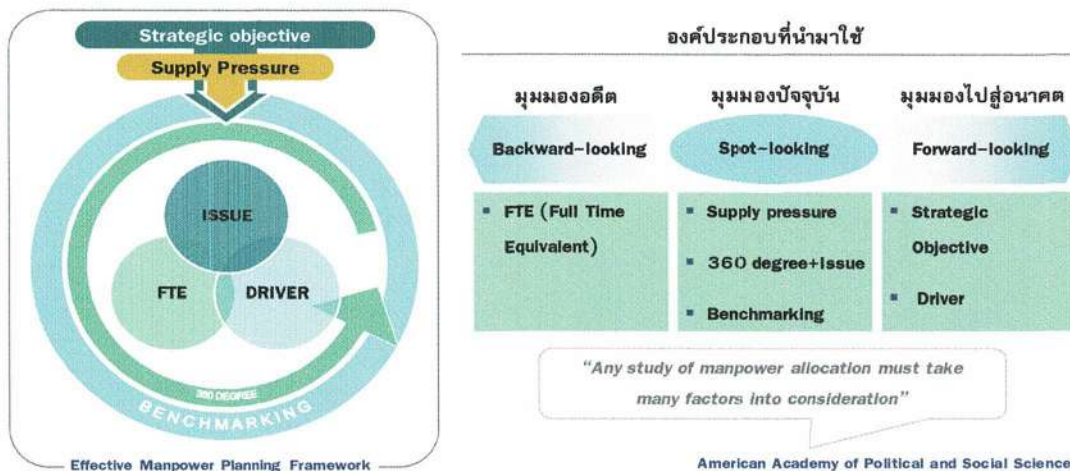 Strategic objective
Supply Pressure
ISSUE
FTE
DRIVER
360 DEGREE
BENCHMARKING
Effective Manpower Planning Framework
องค์ประกอบที่นำมาใช้
มุมมองอดีต
มุมมองปัจจุบัน
มุมมองไปสู่อนาคต
Backward-looking
Spot-looking
Forward-looking
▪ FTE (Full Time
Equivalent)
▪ Supply pressure
▪ 360 degree+Issue
▪ Benchmarking
▪ Strategic
Objective
▪ Driver
"Any study of manpower allocation must take
many factors into consideration"
American Academy of Political and Social Science